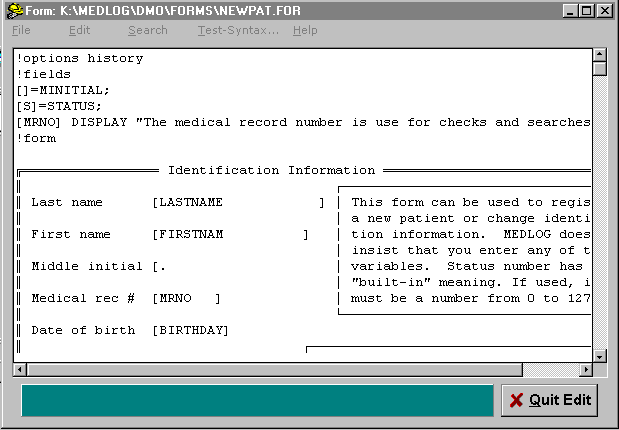 Form: K:\MEDLOG\DMO\FORMS\NEWPAT.FOR
File Edit Search Test-Syntax... Help
!options history
!fields
[]=MINITIAL;
[S]=STATUS;
[MRNO] DISPLAY "The medical record number is use for checks and searches
!form
Identification Information
Last name [LASTNAME ] This form can be used to regis
a new patient or change identi
First name [FIRSTNAM ] tion information. MEDLOG does
insist that you enter any of t
Middle initial [. variables. Status number has
"built-in" meaning. If used, i
Medical rec # [MRNO ] must be a number from 0 to 127
Date of birth [BIRTHDAY]
Quit Edit